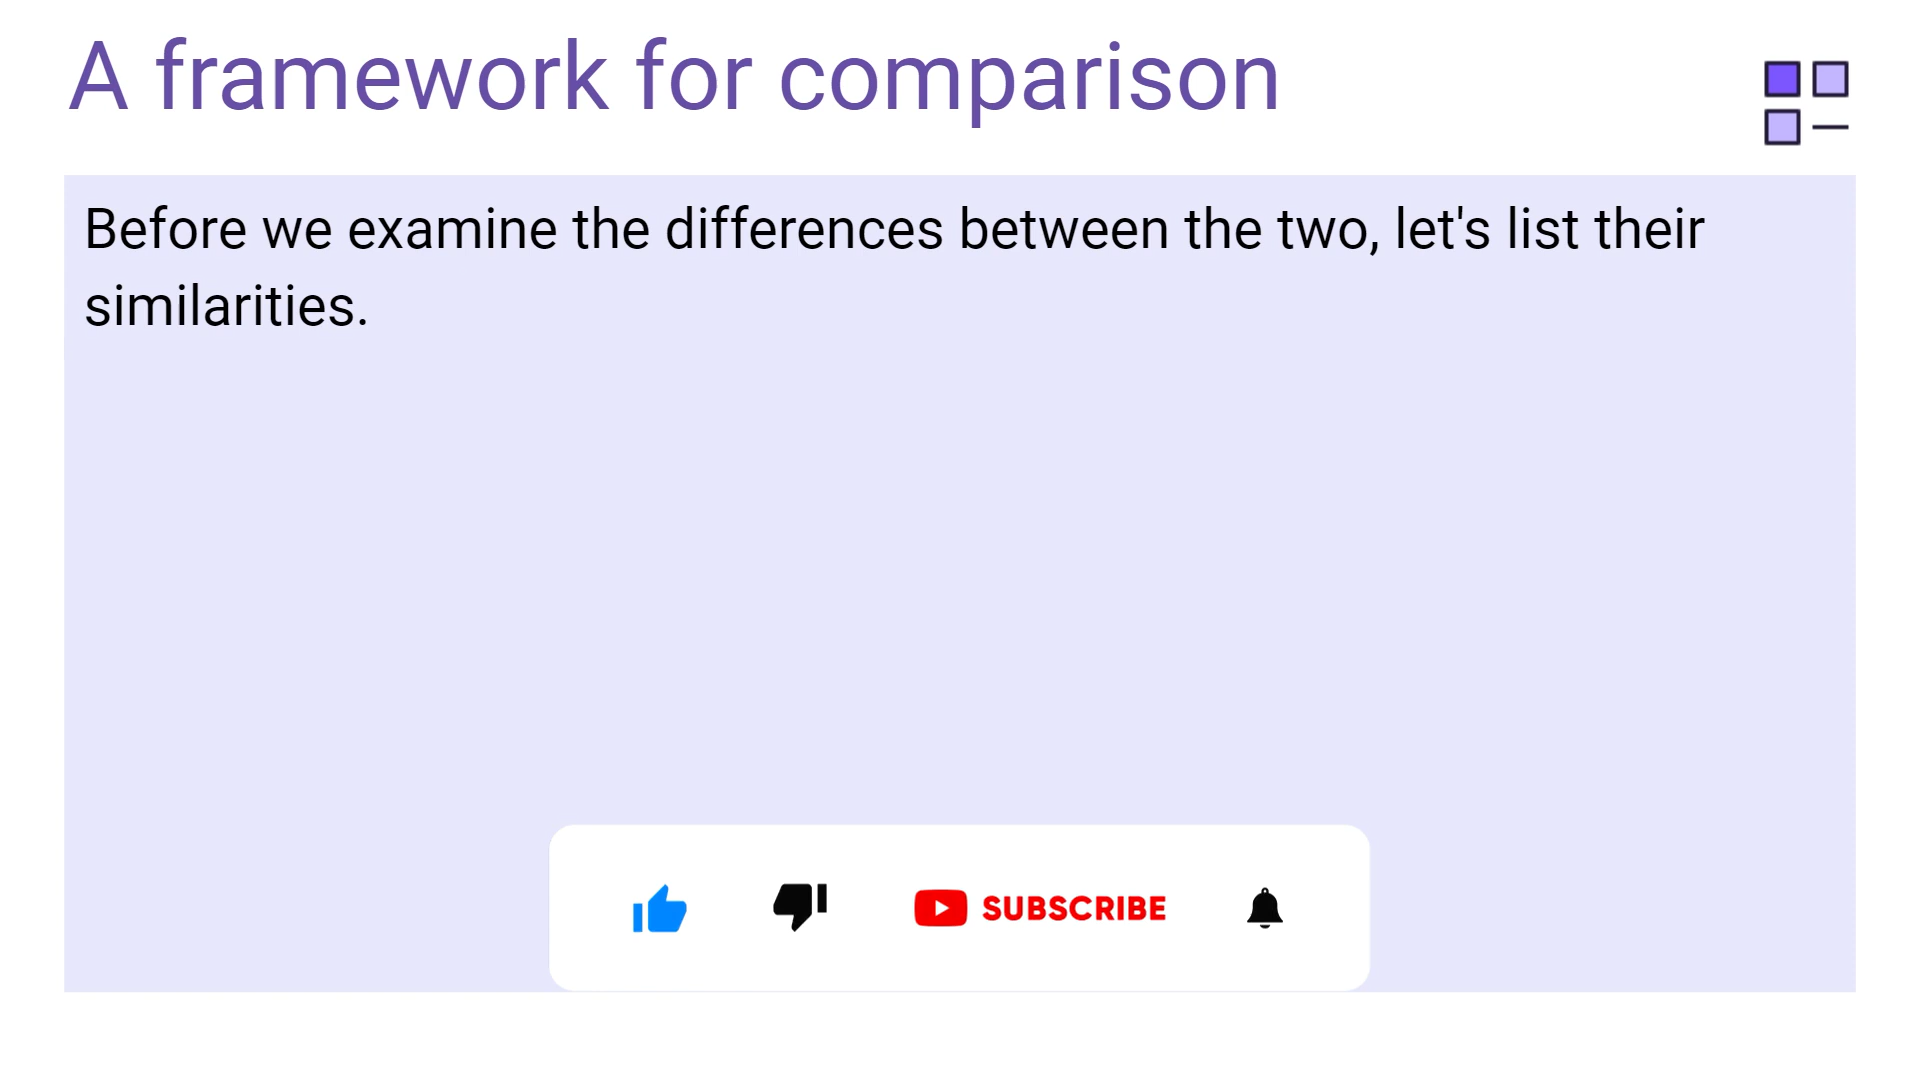 A framework for comparison
Before we examine the differences between the two, let's list their
similarities.
SUBSCRIBE